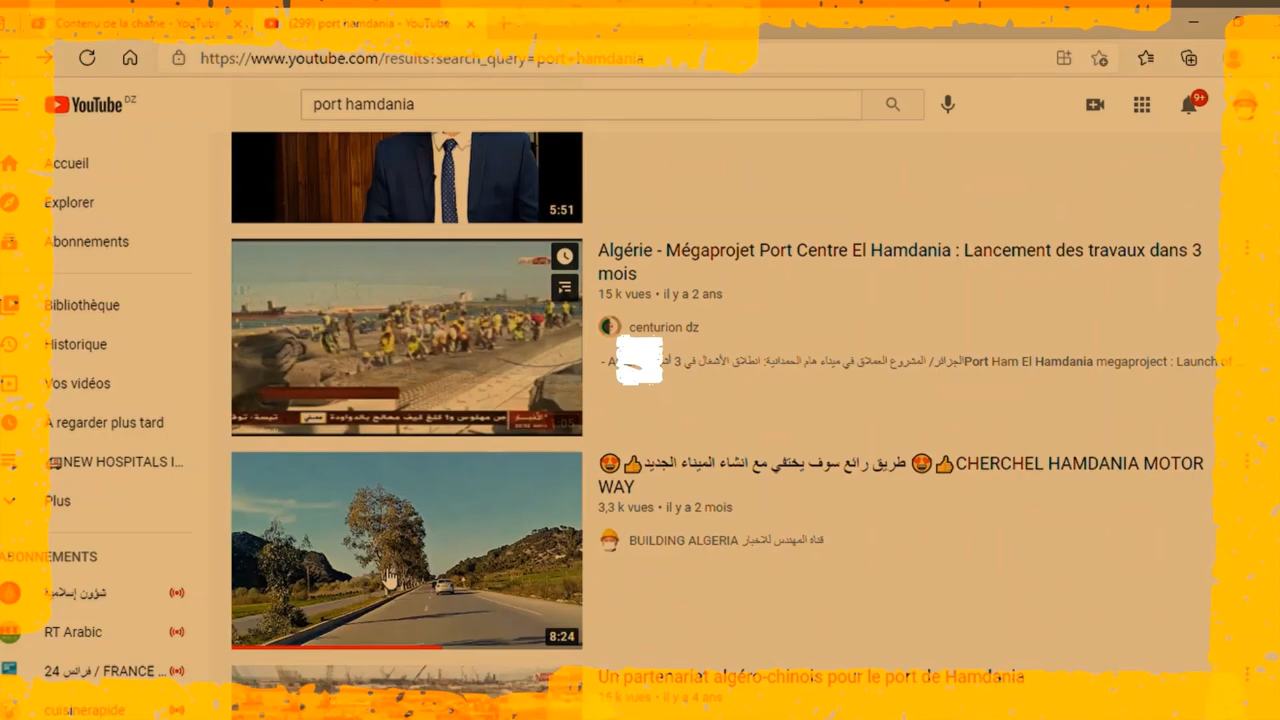 Contenu de la chaîne - YouTube
(299) port hamdania - YouTube
https://www.youtube.com/results?search_query=port+hamdania
YouTube DZ
port hamdania
9+
Accueil
Explorer
Abonnements
Bibliothèque
Historique
Vos vidéos
À regarder plus tard
NEW HOSPITALS I...
Plus
ABONNEMENTS
شؤون إسلامية
RT Arabic
فرانس 24 / FRANCE ...
cuisinerapide
5:51
Algérie - Mégaprojet Port Centre El Hamdania : Lancement des travaux dans 3
mois
15 k vues • il y a 2 ans
centurion dz
الجزائر/ المشروع العملاق في ميناء هام الحمدانية: انطلاق الأشغال في 3
Port Ham El Hamdania megaproject : Launch of
8:24
😍👍طريق رائع سوف يختفي مع انشاء الميناء الجديد 😍👍CHERCHEL HAMDANIA MOTOR
WAY
3,3 k vues • il y a 2 mois
BUILDING ALGERIA قناة المهندس للاخبار
Un partenariat algéro-chinois pour le port de Hamdania
il y a 4 ans